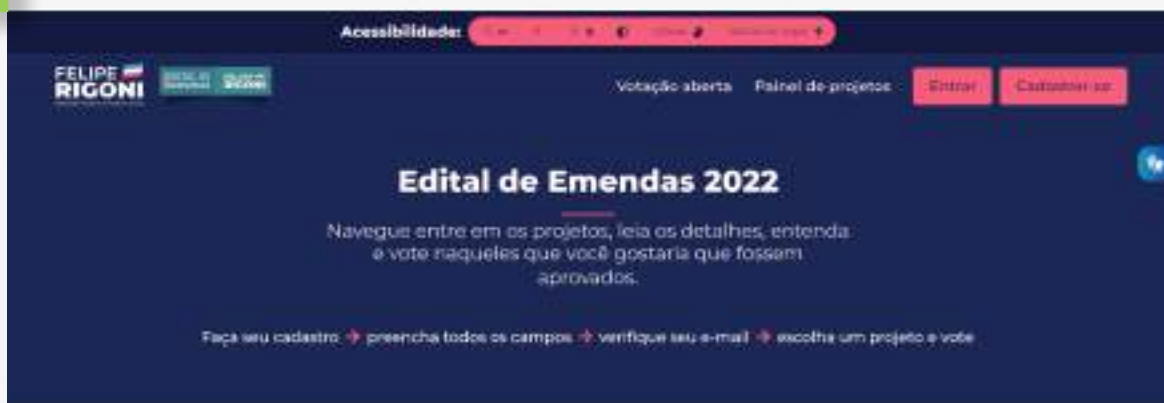 Acessibilidade:
FELIPE
RIGONI
Votação aberta Painel de projetos Entrar Cadastrar-se
Edital de Emendas 2022
Navegue entre em os projetos, leia os detalhes, entenda
e vote naqueles que você gostaria que fossem
aprovados.
Faça seu cadastro → preencha todos os campos → verifique seu e-mail → escolha um projeto e vote